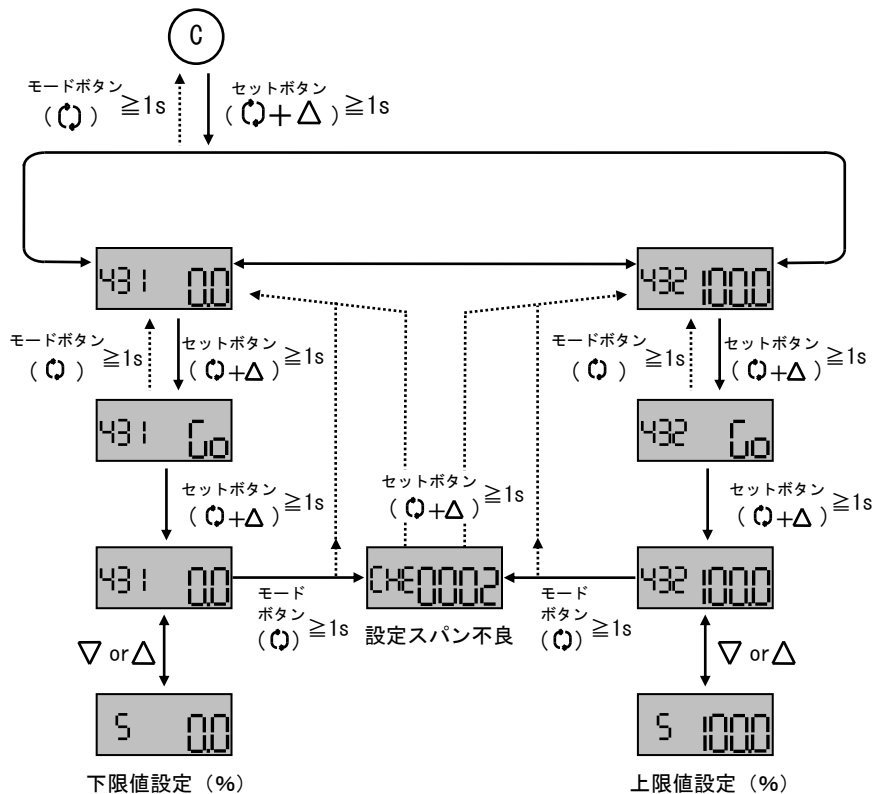 C
モードボタン
( ) ≧1s
セットボタン
( +△ ) ≧1s
431 0.0
432 100.0
モードボタン
( ) ≧1s
セットボタン
( +△ ) ≧1s
モードボタン
( ) ≧1s
セットボタン
( +△ ) ≧1s
431 Go
432 Go
セットボタン
( +△ ) ≧1s
セットボタン
( +△ ) ≧1s
セットボタン
( +△ ) ≧1s
431 0.0
CHE0002
432 100.0
モード
ボタン
( ) ≧1s
設定スパン不良
モード
ボタン
( ) ≧1s
▽ or△
▽ or△
S 0.0
S 100.0
下限値設定（%）
上限値設定（%）